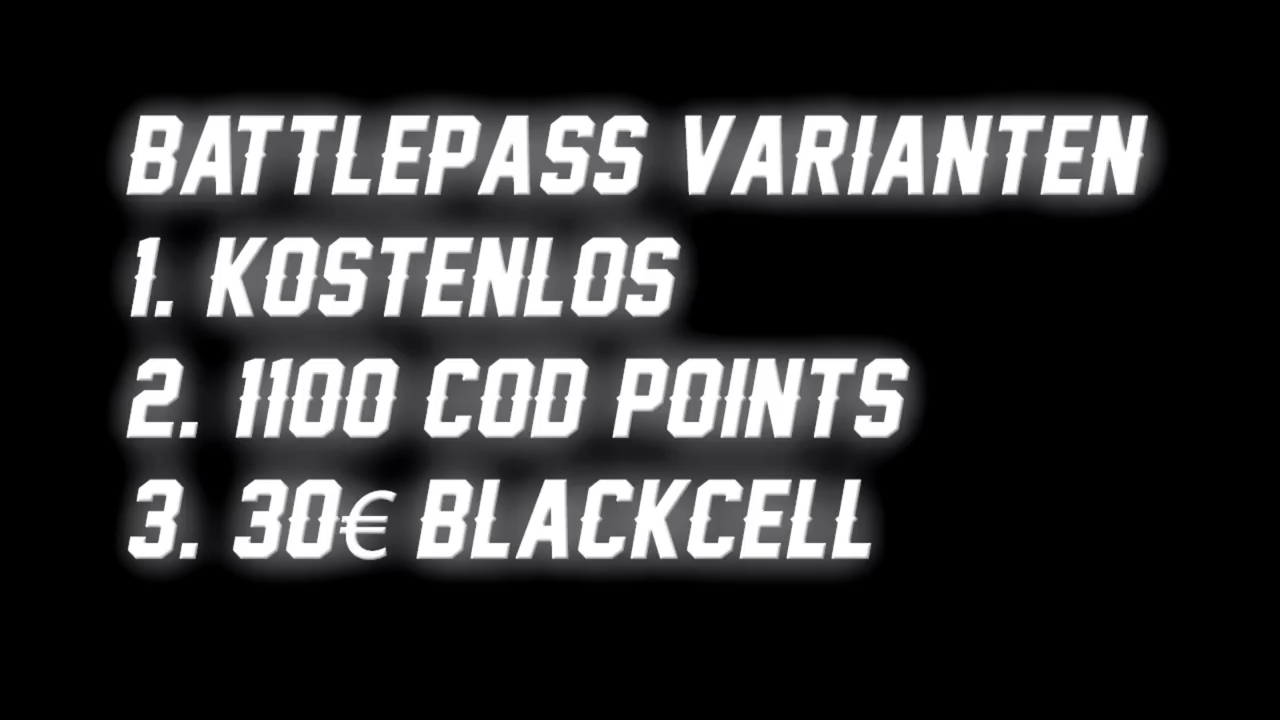 BATTLEPASS VARIANTEN
1. KOSTENLOS
2. 1100 COD POINTS
3. 30€ BLACKCELL